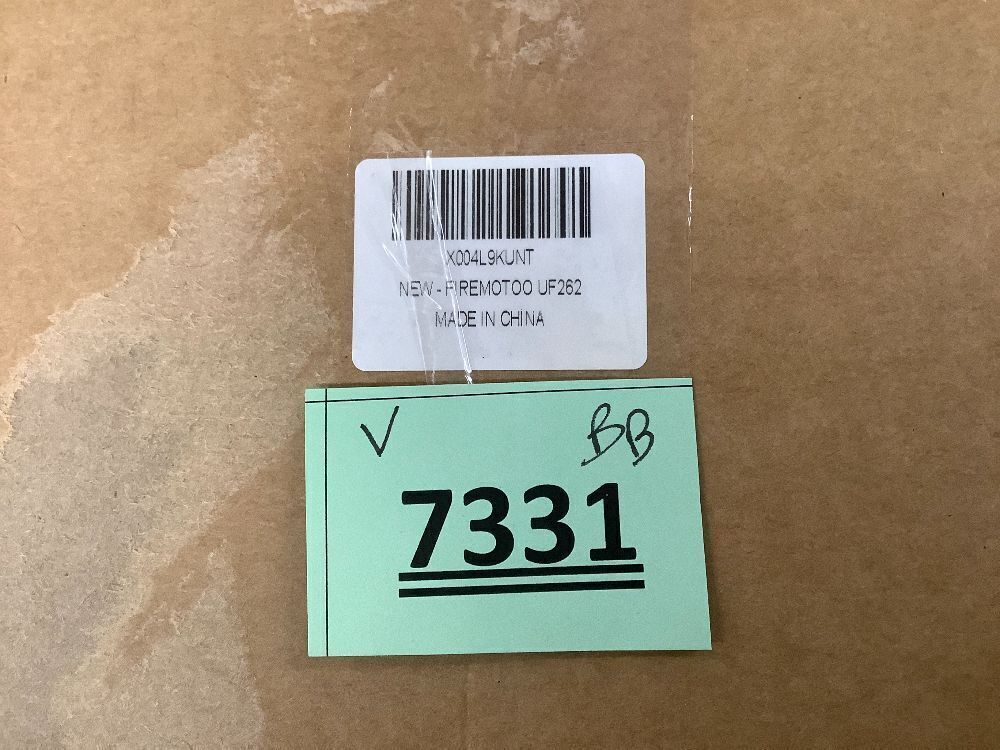 X004L9KUNT
NEW - FIREMOTOO UF262
MADE IN CHINA
V BB
7331